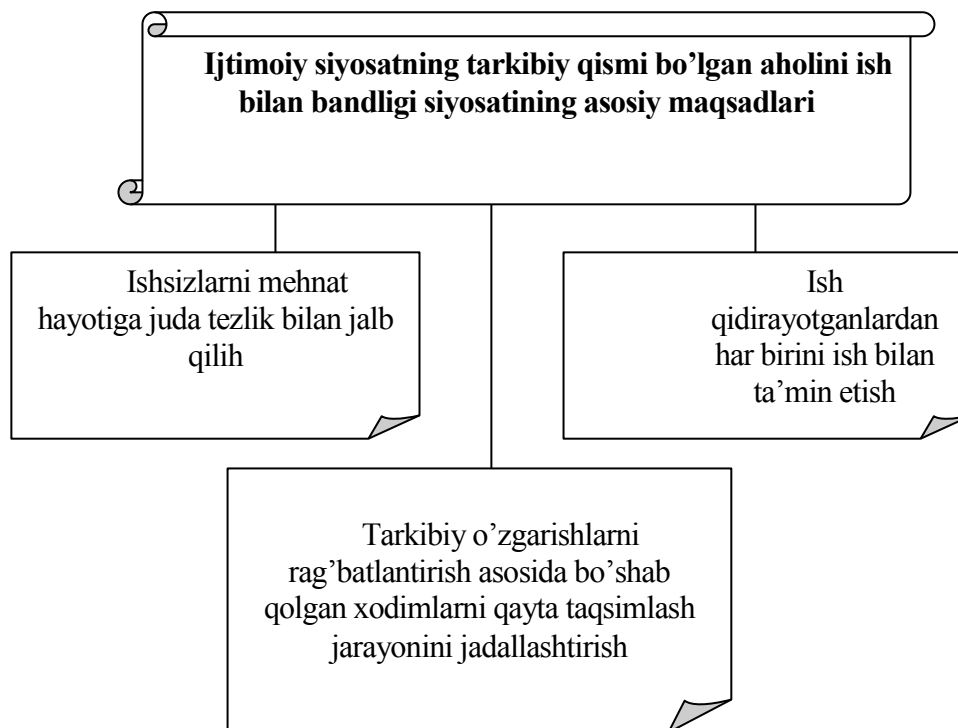 Ijtimoiy siyosatning tarkibiy qismi bo’lgan aholini ish
bilan bandligi siyosatining asosiy maqsadlari
Ishsizlarni mehnat
hayotiga juda tezlik bilan jalb
qilih
Ish
qidirayotganlardan
har birini ish bilan
ta’min etish
Tarkibiy o’zgarishlarni
rag’batlantirish asosida bo’shab
qolgan xodimlarni qayta taqsimlash
jarayonini jadallashtirish